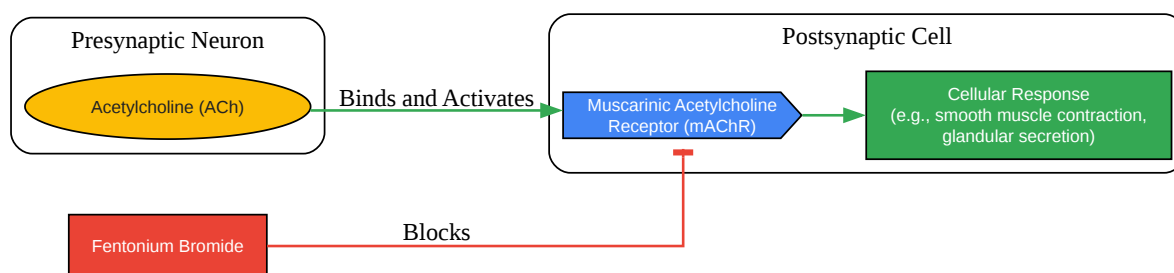 Presynaptic Neuron
Acetylcholine (ACh)
Binds and Activates
Postsynaptic Cell
Muscarinic Acetylcholine
Receptor (mAChR)
Cellular Response
(e.g., smooth muscle contraction,
glandular secretion)
Fentonium Bromide
Blocks